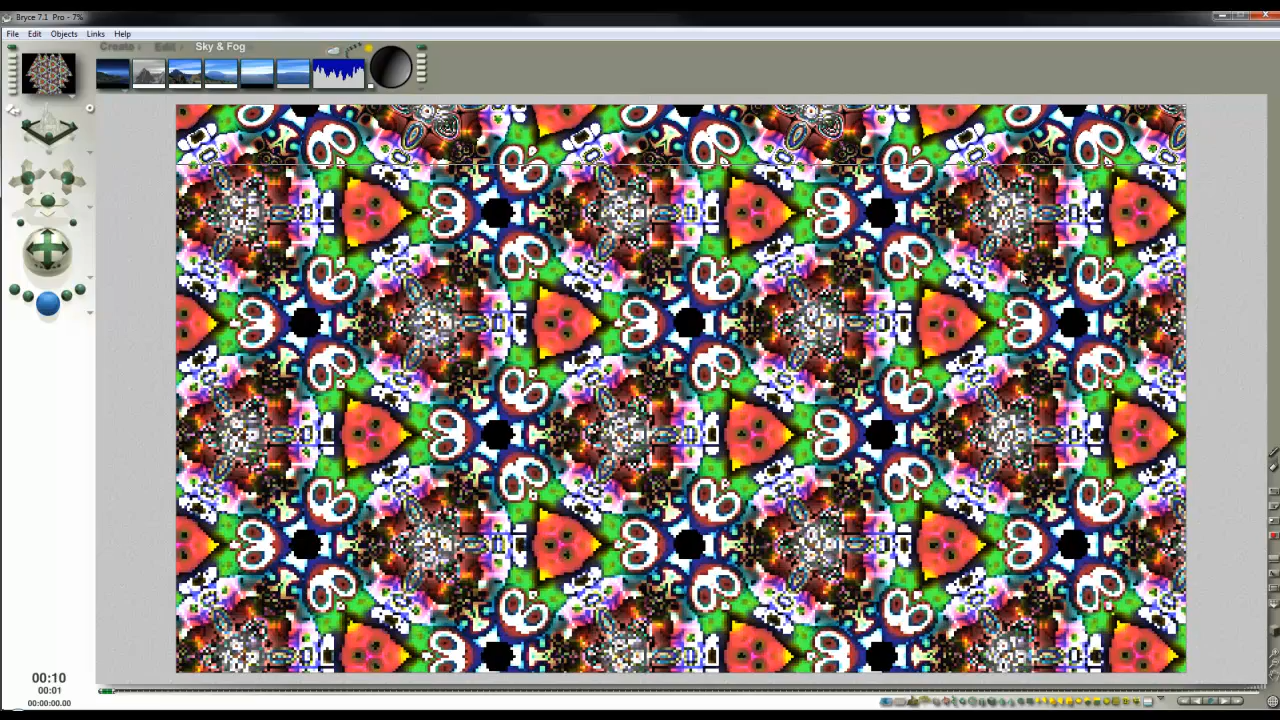 Bryce 7.1 Pro - 7%
File Edit Objects Links Help
Create Edit Sky & Fog
00:10
00:01
00:00:00.00